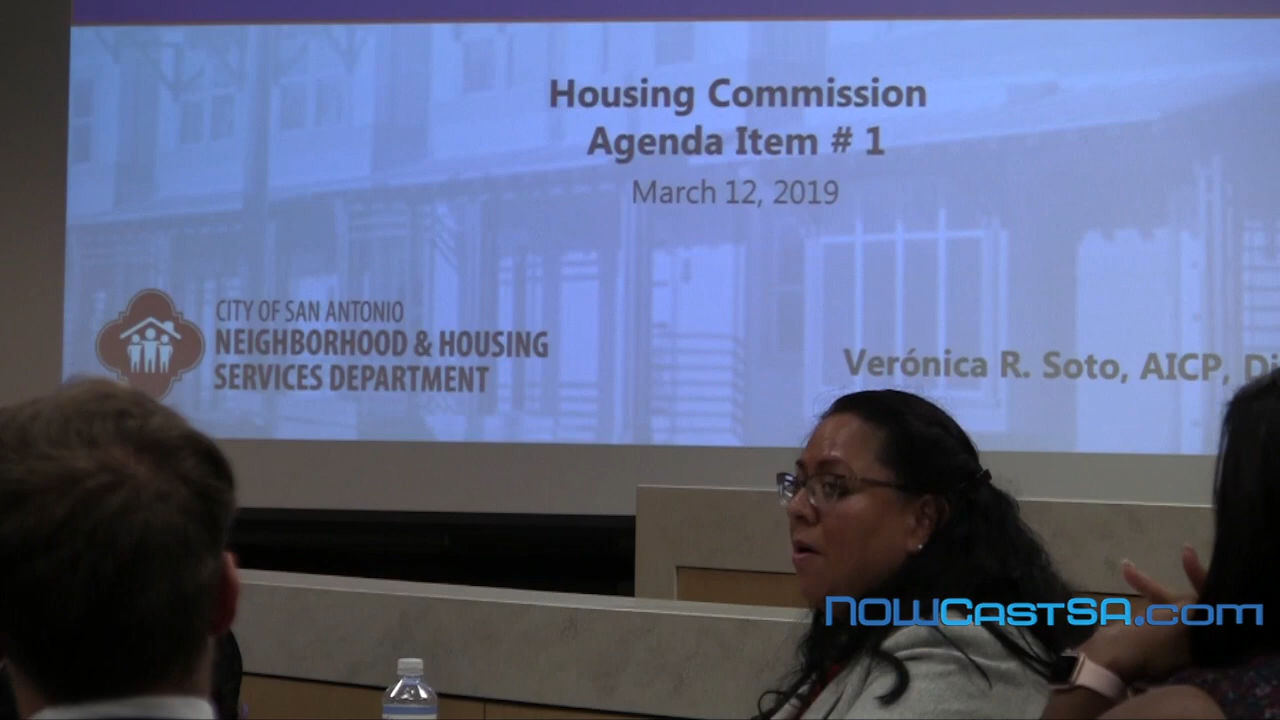 Housing Commission
Agenda Item # 1
March 12, 2019
CITY OF SAN ANTONIO
NEIGHBORHOOD & HOUSING
SERVICES DEPARTMENT
Verónica R. Soto, AICP,
NOWCastSA.com